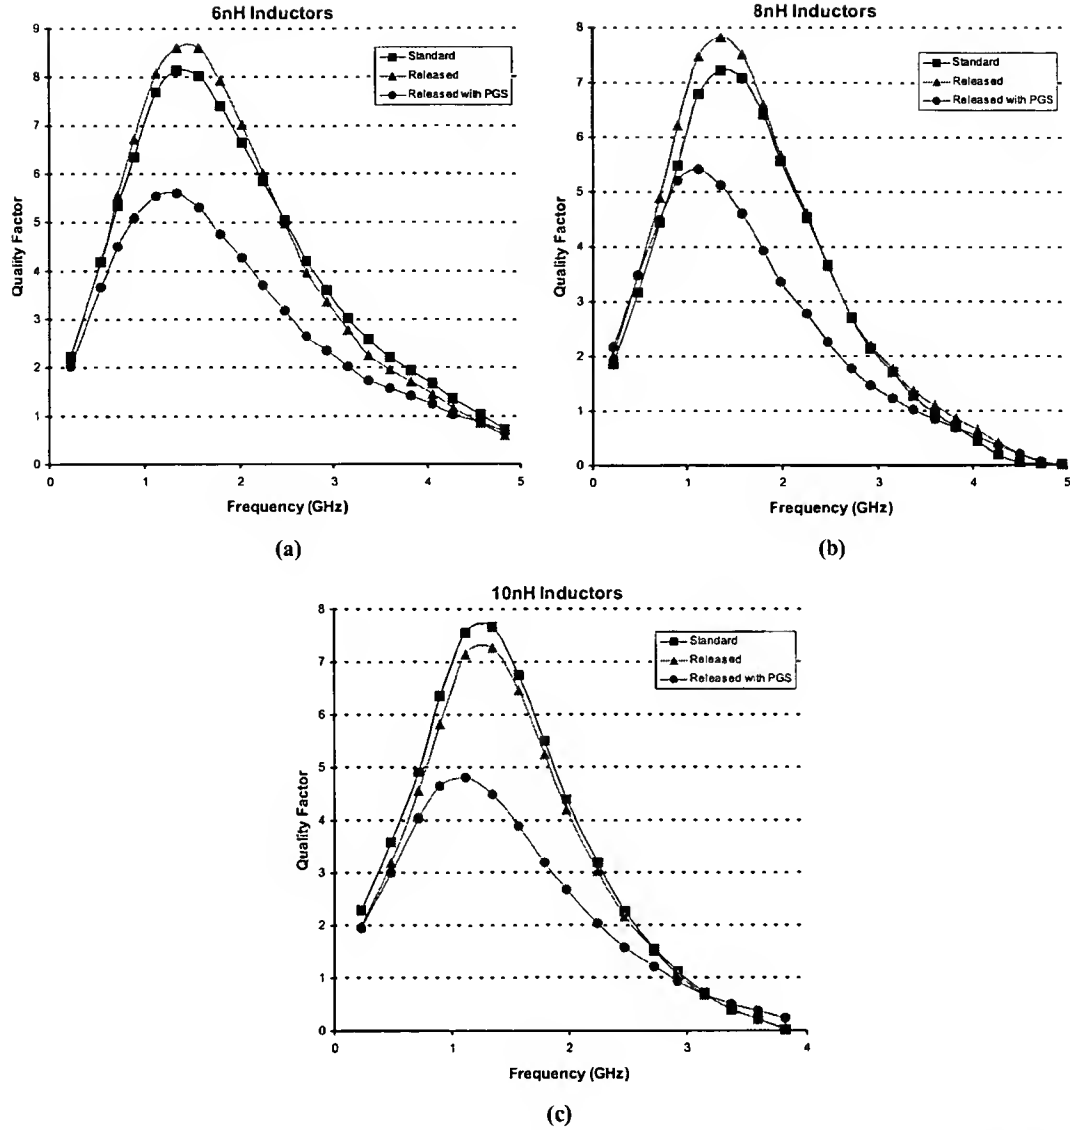 6nH Inductors
Standard
Released
Released with PGS
9
8
7
6
5
4
3
2
1
0
Quality Factor
0
1
2
3
4
5
Frequency (GHz)
(a)
8nH Inductors
Standard
Released
Released with PGS
8
7
6
5
4
3
2
1
0
Quality Factor
0
1
2
3
4
5
Frequency (GHz)
(b)
10nH Inductors
Standard
Released
Released with PGS
8
7
6
5
4
3
2
1
0
Quality Factor
0
1
2
3
4
Frequency (GHz)
(c)